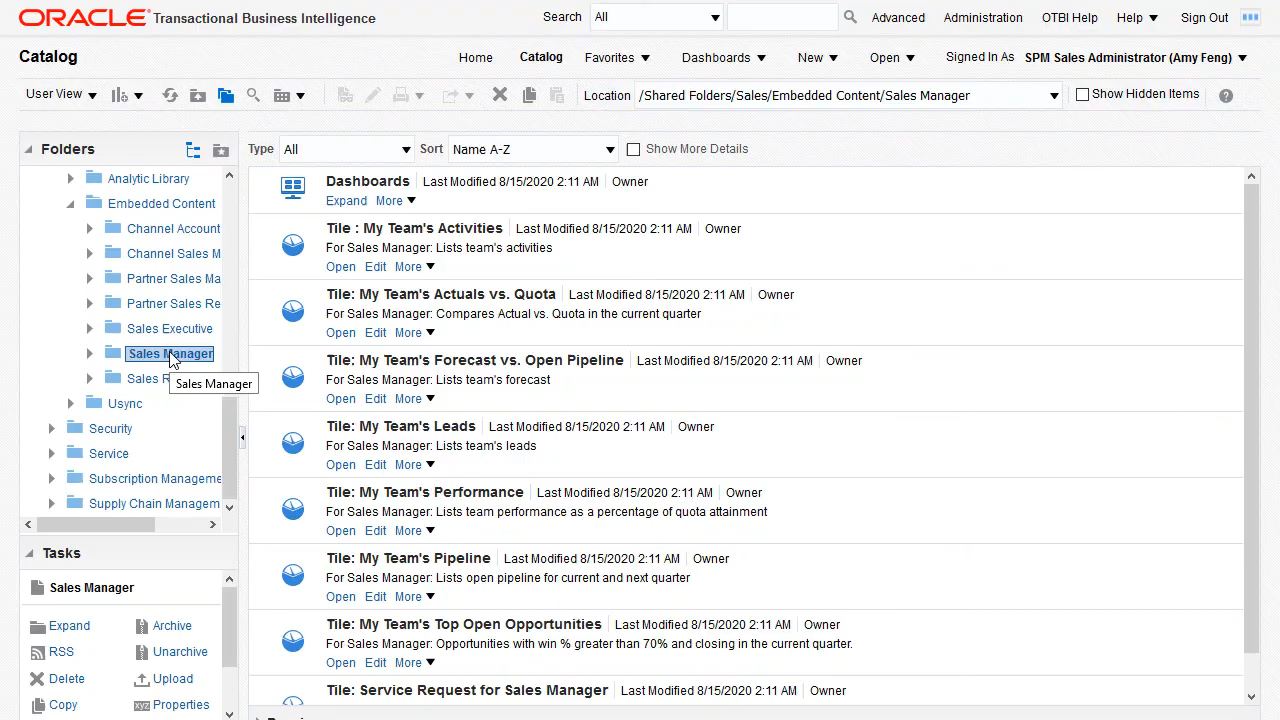 ORACLE Transactional Business Intelligence Search All Advanced Administration OTBI Help Help Sign Out
Catalog Home Catalog Favorites Dashboards New Open Signed In As SPM Sales Administrator (Amy Feng)
User View Location /Shared Folders/Sales/Embedded Content/Sales Manager Show Hidden Items
Folders
Analytic Library
Embedded Content
Channel Account
Channel Sales M
Partner Sales Ma
Partner Sales Re
Sales Executive
Sales Manager
Sales R
Sales Manager
Usync
Security
Service
Subscription Manageme
Supply Chain Managem
Tasks
Sales Manager
Expand Archive
RSS Unarchive
Delete Upload
Copy Properties
Type All Sort Name A-Z Show More Details
Dashboards Last Modified 8/15/2020 2:11 AM Owner
Expand More
Tile : My Team's Activities Last Modified 8/15/2020 2:11 AM Owner
For Sales Manager: Lists team's activities
Open Edit More
Tile: My Team's Actuals vs. Quota Last Modified 8/15/2020 2:11 AM Owner
For Sales Manager: Compares Actual vs. Quota in the current quarter
Open Edit More
Tile: My Team's Forecast vs. Open Pipeline Last Modified 8/15/2020 2:11 AM Owner
For Sales Manager: Lists team's forecast
Open Edit More
Tile: My Team's Leads Last Modified 8/15/2020 2:11 AM Owner
For Sales Manager: Lists team's leads
Open Edit More
Tile: My Team's Performance Last Modified 8/15/2020 2:11 AM Owner
For Sales Manager: Lists team performance as a percentage of quota attainment
Open Edit More
Tile: My Team's Pipeline Last Modified 8/15/2020 2:11 AM Owner
For Sales Manager: Lists open pipeline for current and next quarter
Open Edit More
Tile: My Team's Top Open Opportunities Last Modified 8/15/2020 2:11 AM Owner
For Sales Manager: Opportunities with win % greater than 70% and closing in the current quarter.
Open Edit More
Tile: Service Request for Sales Manager Last Modified 8/15/2020 2:11 AM Owner